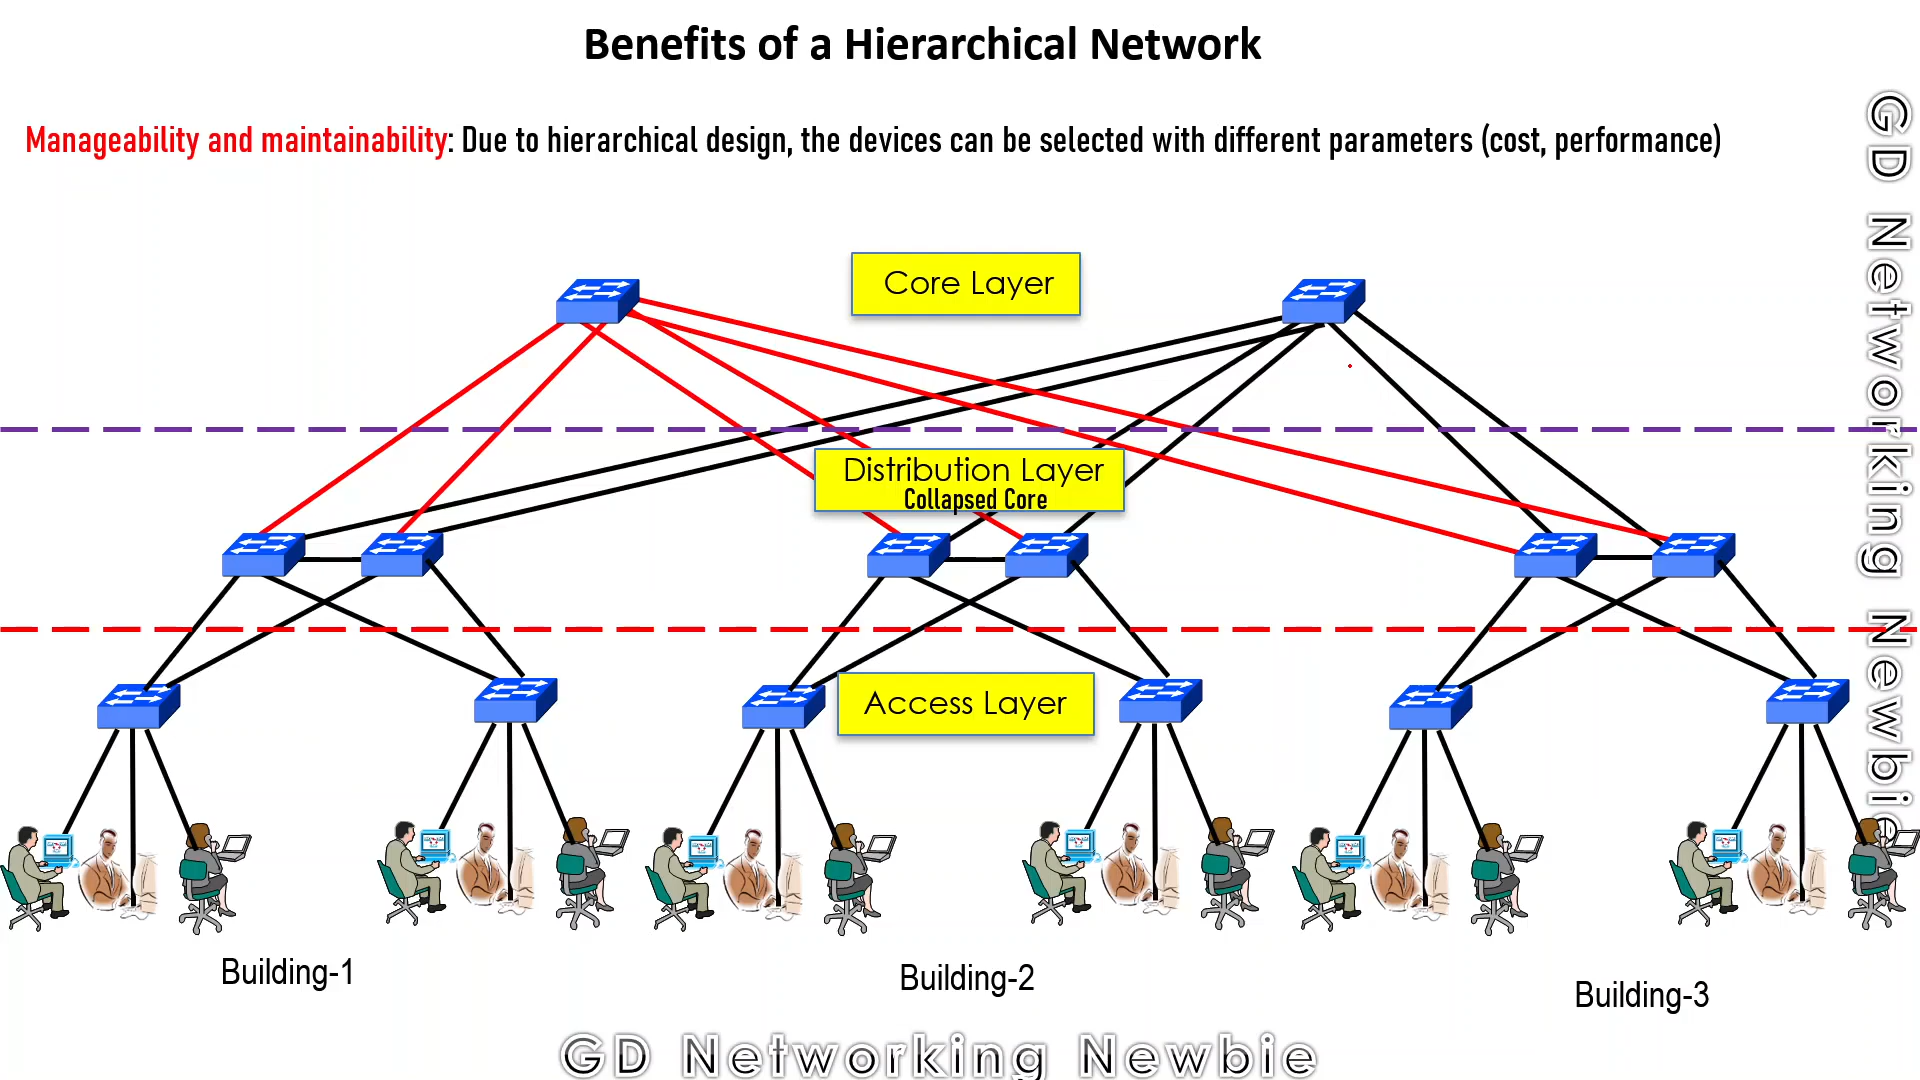 Benefits of a Hierarchical Network
Manageability and maintainability: Due to hierarchical design, the devices can be selected with different parameters (cost, performance)
Core Layer
Distribution Layer
Collapsed Core
Access Layer
Building-1
Building-2
Building-3
GD Networking Newbie
GD Networking Newbie